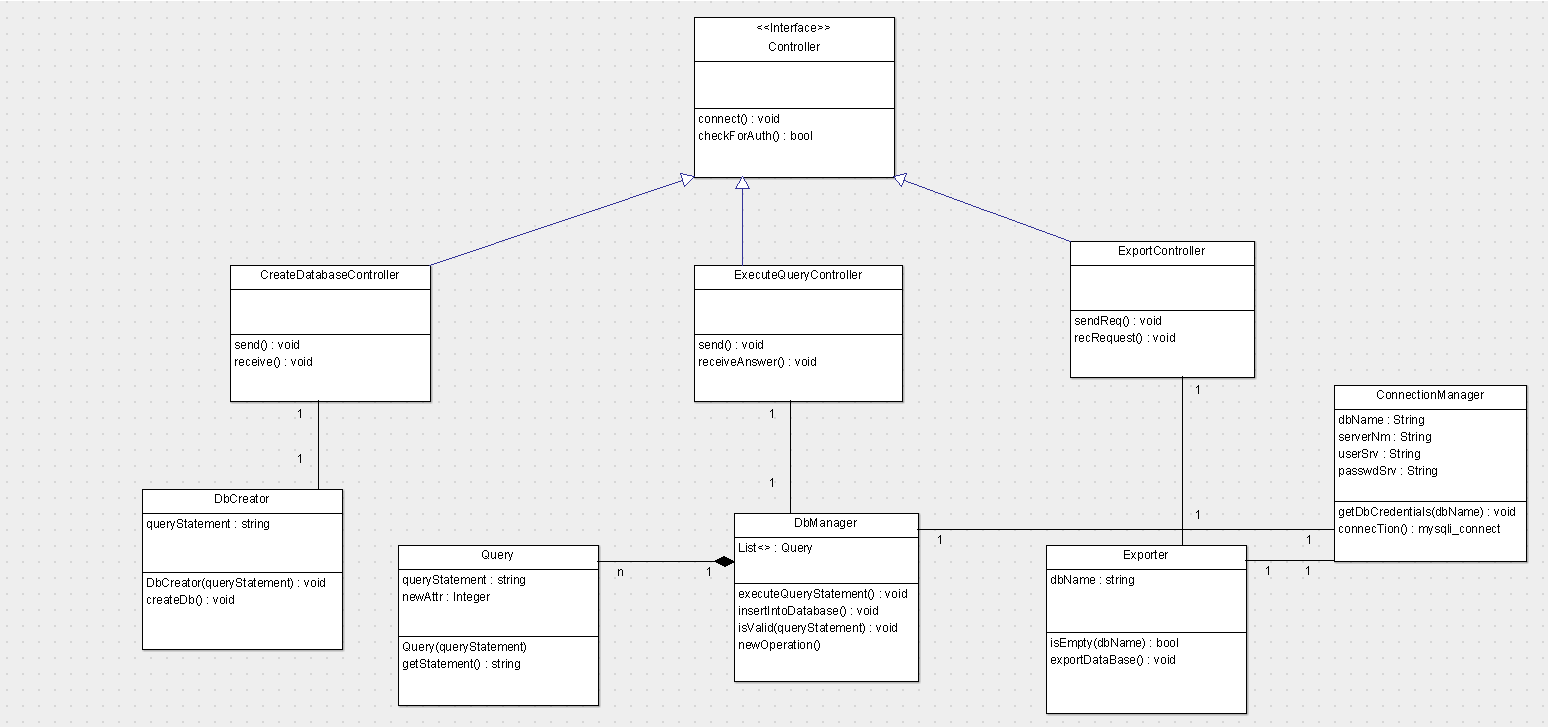 <<Interface>>
Controller
connect() : void
checkForAuth() : bool
CreateDatabaseController
send() : void
receive() : void
1
1
ExecuteQueryController
send() : void
receiveAnswer() : void
1
1
ExportController
sendReq() : void
recRequest() : void
1
1
ConnectionManager
dbName : String
serverNm : String
userSrv : String
passwdSrv : String
getDbCredentials(dbName) : void
connecTion() : mysqli_connect
DbCreator
queryStatement : string
DbCreator(queryStatement) : void
createDb() : void
Query
queryStatement : string
newAttr : Integer
Query(queryStatement)
getStatement() : string
n
1
DbManager
List<> : Query
executeQueryStatement() : void
insertIntoDatabase() : void
isValid(queryStatement) : void
newOperation()
1
1
Exporter
dbName : string
isEmpty(dbName) : bool
exportDataBase() : void
1
1